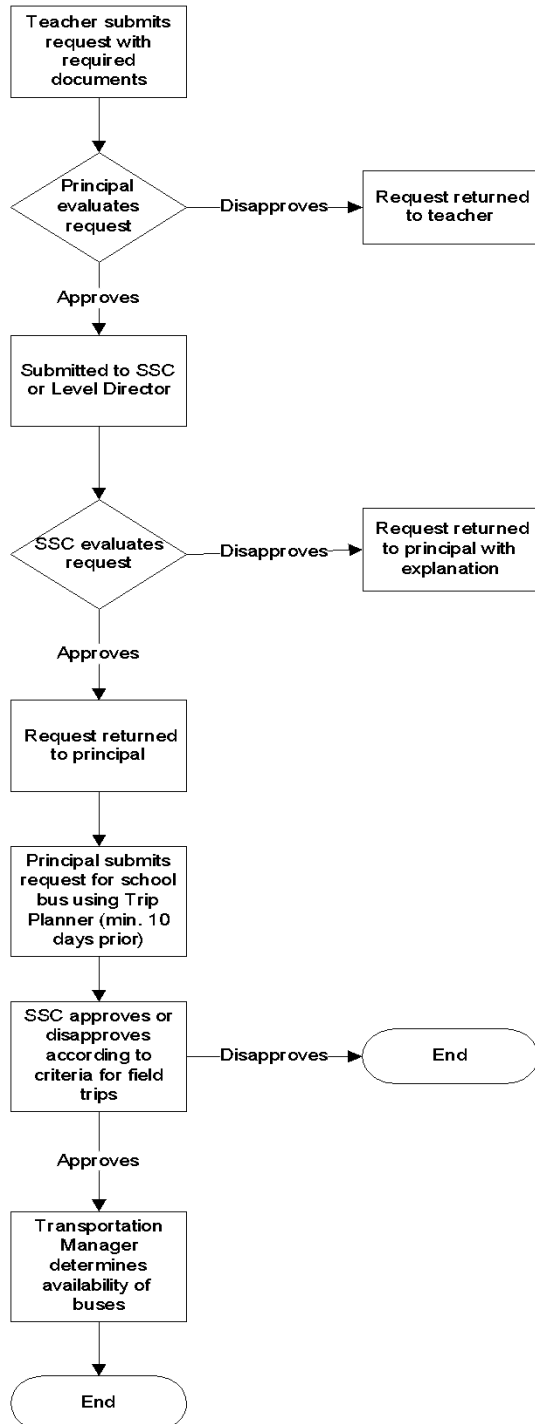 Teacher submits
request with
required
documents
Principal
evaluates
request
Disapproves
Request returned
to teacher
Approves
Submitted to SSC
or Level Director
SSC evaluates
request
Disapproves
Request returned
to principal with
explanation
Approves
Request returned
to principal
Principal submits
request for school
bus using Trip
Planner (min. 10
days prior)
SSC approves or
disapproves
according to
criteria for field
trips
Disapproves
End
Approves
Transportation
Manager
determines
availability of
buses
End